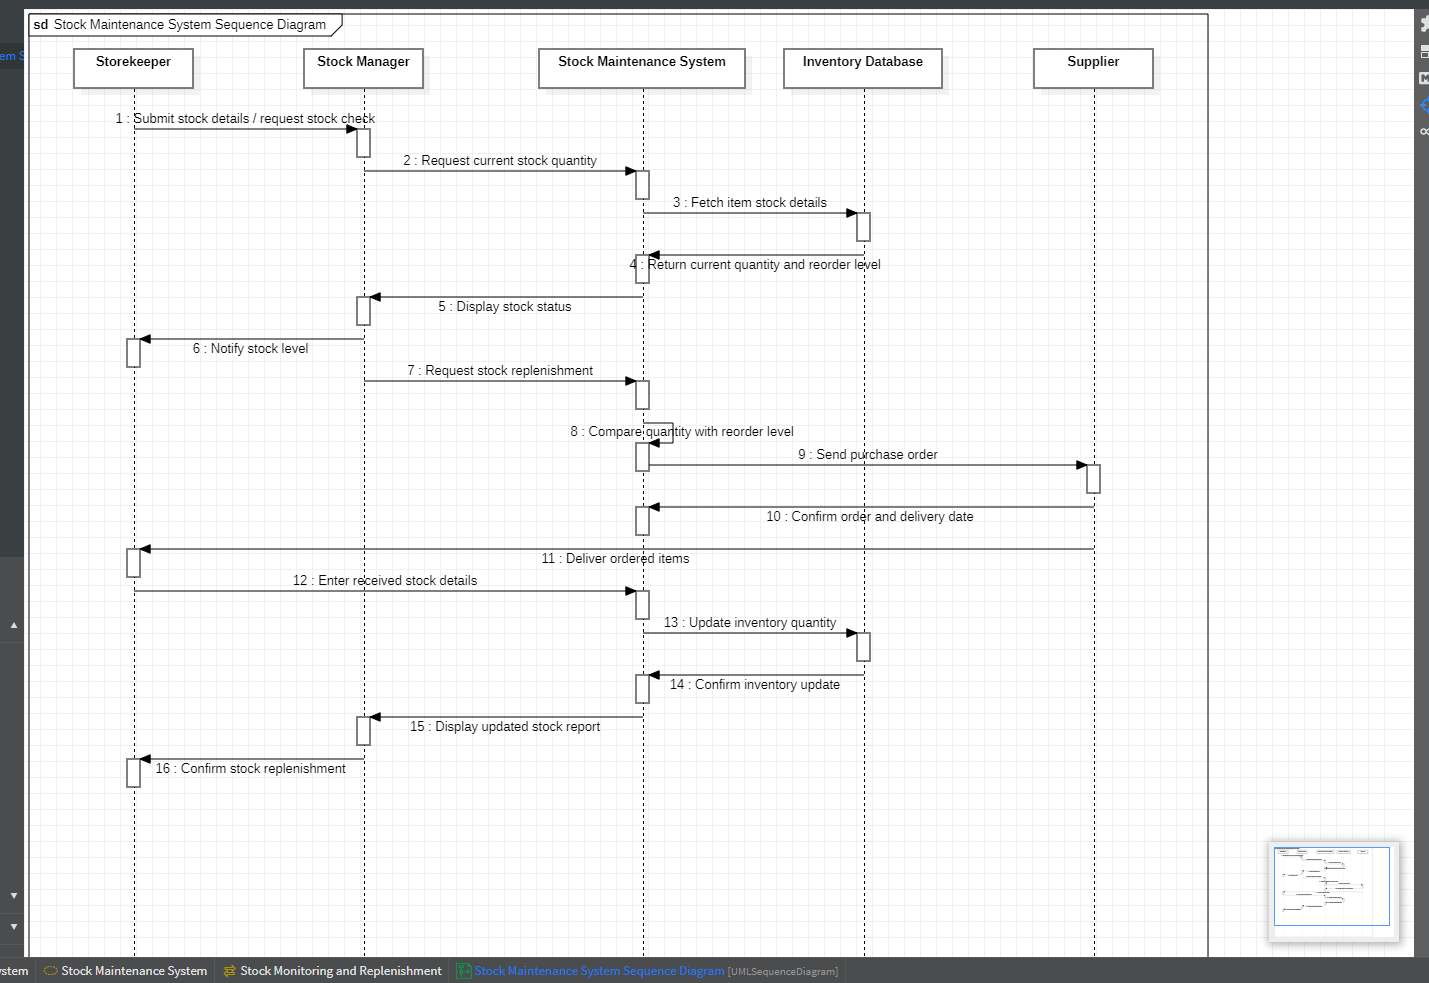 sd Stock Maintenance System Sequence Diagram
em S
Storekeeper
Stock Manager
Stock Maintenance System
Inventory Database
Supplier
1 : Submit stock details / request stock check
2 : Request current stock quantity
3 : Fetch item stock details
4 : Return current quantity and reorder level
5 : Display stock status
6 : Notify stock level
7 : Request stock replenishment
8 : Compare quantity with reorder level
9 : Send purchase order
10 : Confirm order and delivery date
11 : Deliver ordered items
12 : Enter received stock details
13 : Update inventory quantity
14 : Confirm inventory update
15 : Display updated stock report
16 : Confirm stock replenishment
ystem Stock Maintenance System Stock Monitoring and Replenishment Stock Maintenance System Sequence Diagram [UMLSequenceDiagram]